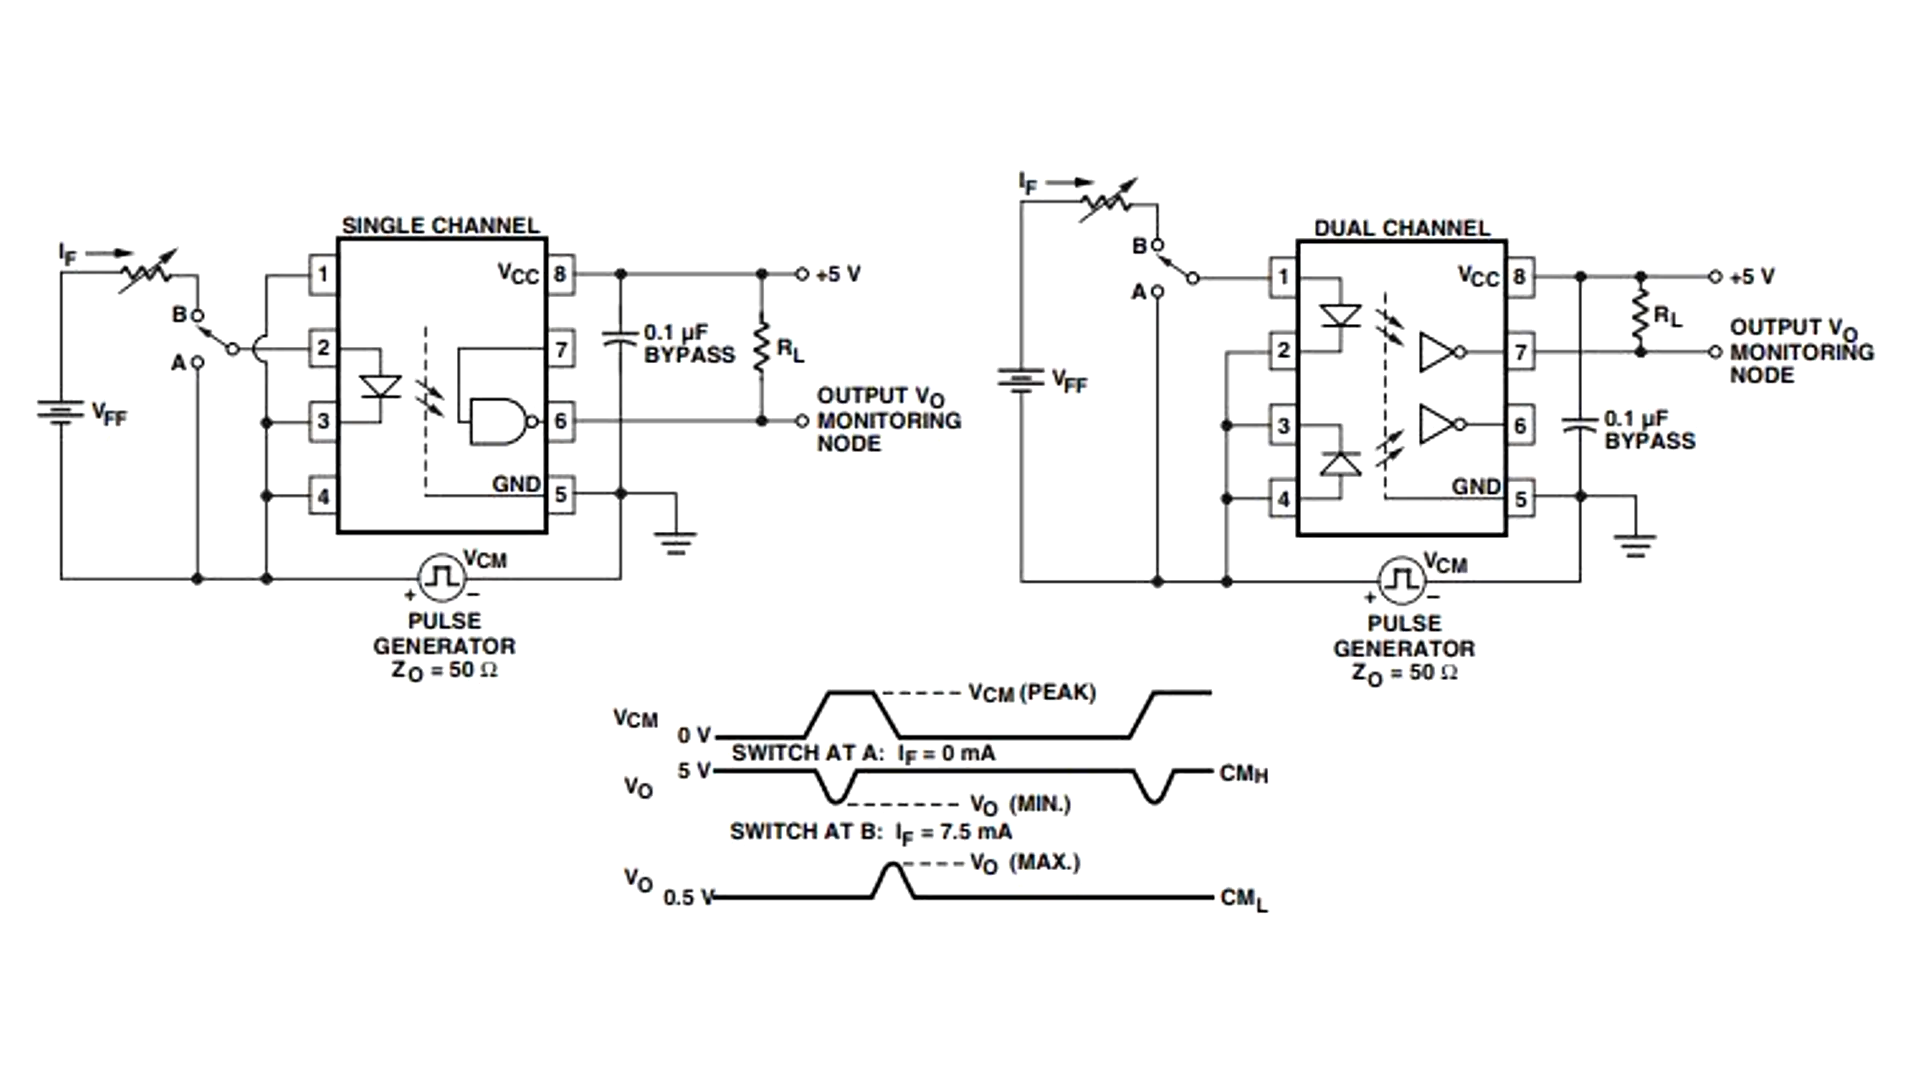 SINGLE CHANNEL
IF
B
A
VFF
1
2
3
4
VCC 8
7
6
GND 5
+5 V
0.1 µF
BYPASS
RL
OUTPUT VO
MONITORING
NODE
VCM
+ –
PULSE
GENERATOR
ZO = 50 Ω
DUAL CHANNEL
IF
B
A
VFF
1
2
3
4
VCC 8
7
6
GND 5
+5 V
RL
OUTPUT VO
MONITORING
NODE
0.1 µF
BYPASS
VCM
+ –
PULSE
GENERATOR
ZO = 50 Ω
VCM (PEAK)
VCM
0 V
SWITCH AT A: IF = 0 mA
5 V
CMH
VO
VO (MIN.)
SWITCH AT B: IF = 7.5 mA
VO (MAX.)
VO
0.5 V
CML